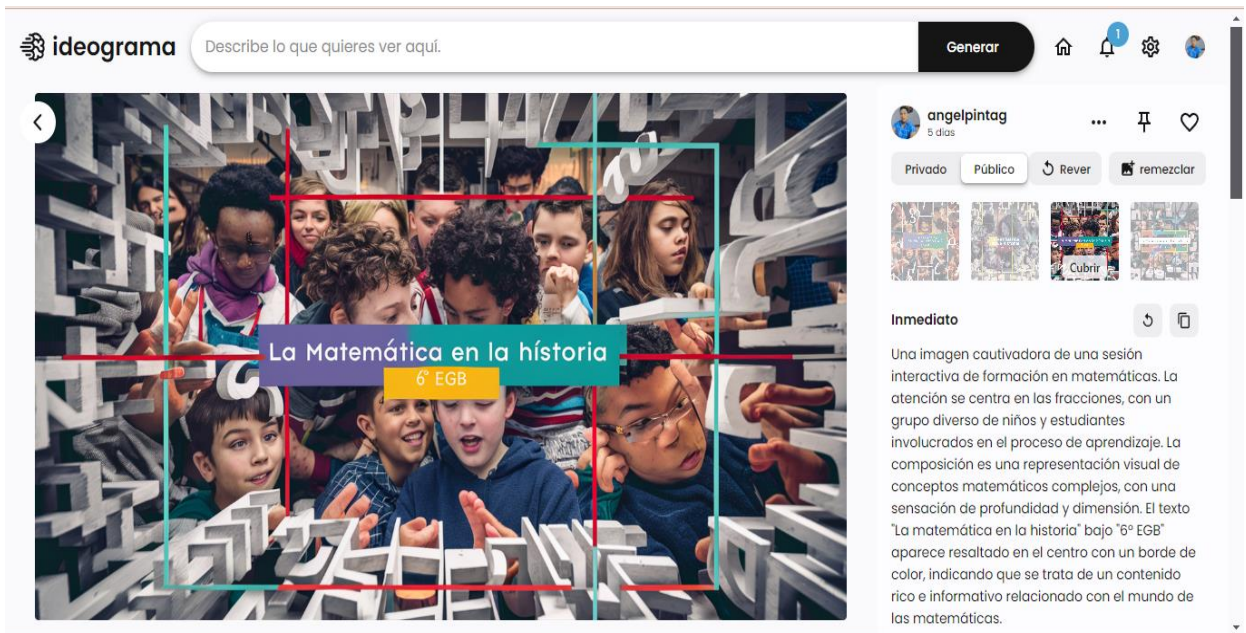 ideograma
Describe lo que quieres ver aquí.
Generar
1
angelpintag
5 dias
Privado
Público
Rever
remezclar
La Matemática en la hístoria
6° EGB
Cubrir
Inmediato
Una imagen cautivadora de una sesión
interactiva de formación en matemáticas. La
atención se centra en las fracciones, con un
grupo diverso de niños y estudiantes
involucrados en el proceso de aprendizaje. La
composición es una representación visual de
conceptos matemáticos complejos, con una
sensación de profundidad y dimensión. El texto
"La matemática en la historia" bajo "6º EGB"
aparece resaltado en el centro con un borde de
color, indicando que se trata de un contenido
rico e informativo relacionado con el mundo de
las matemáticas.